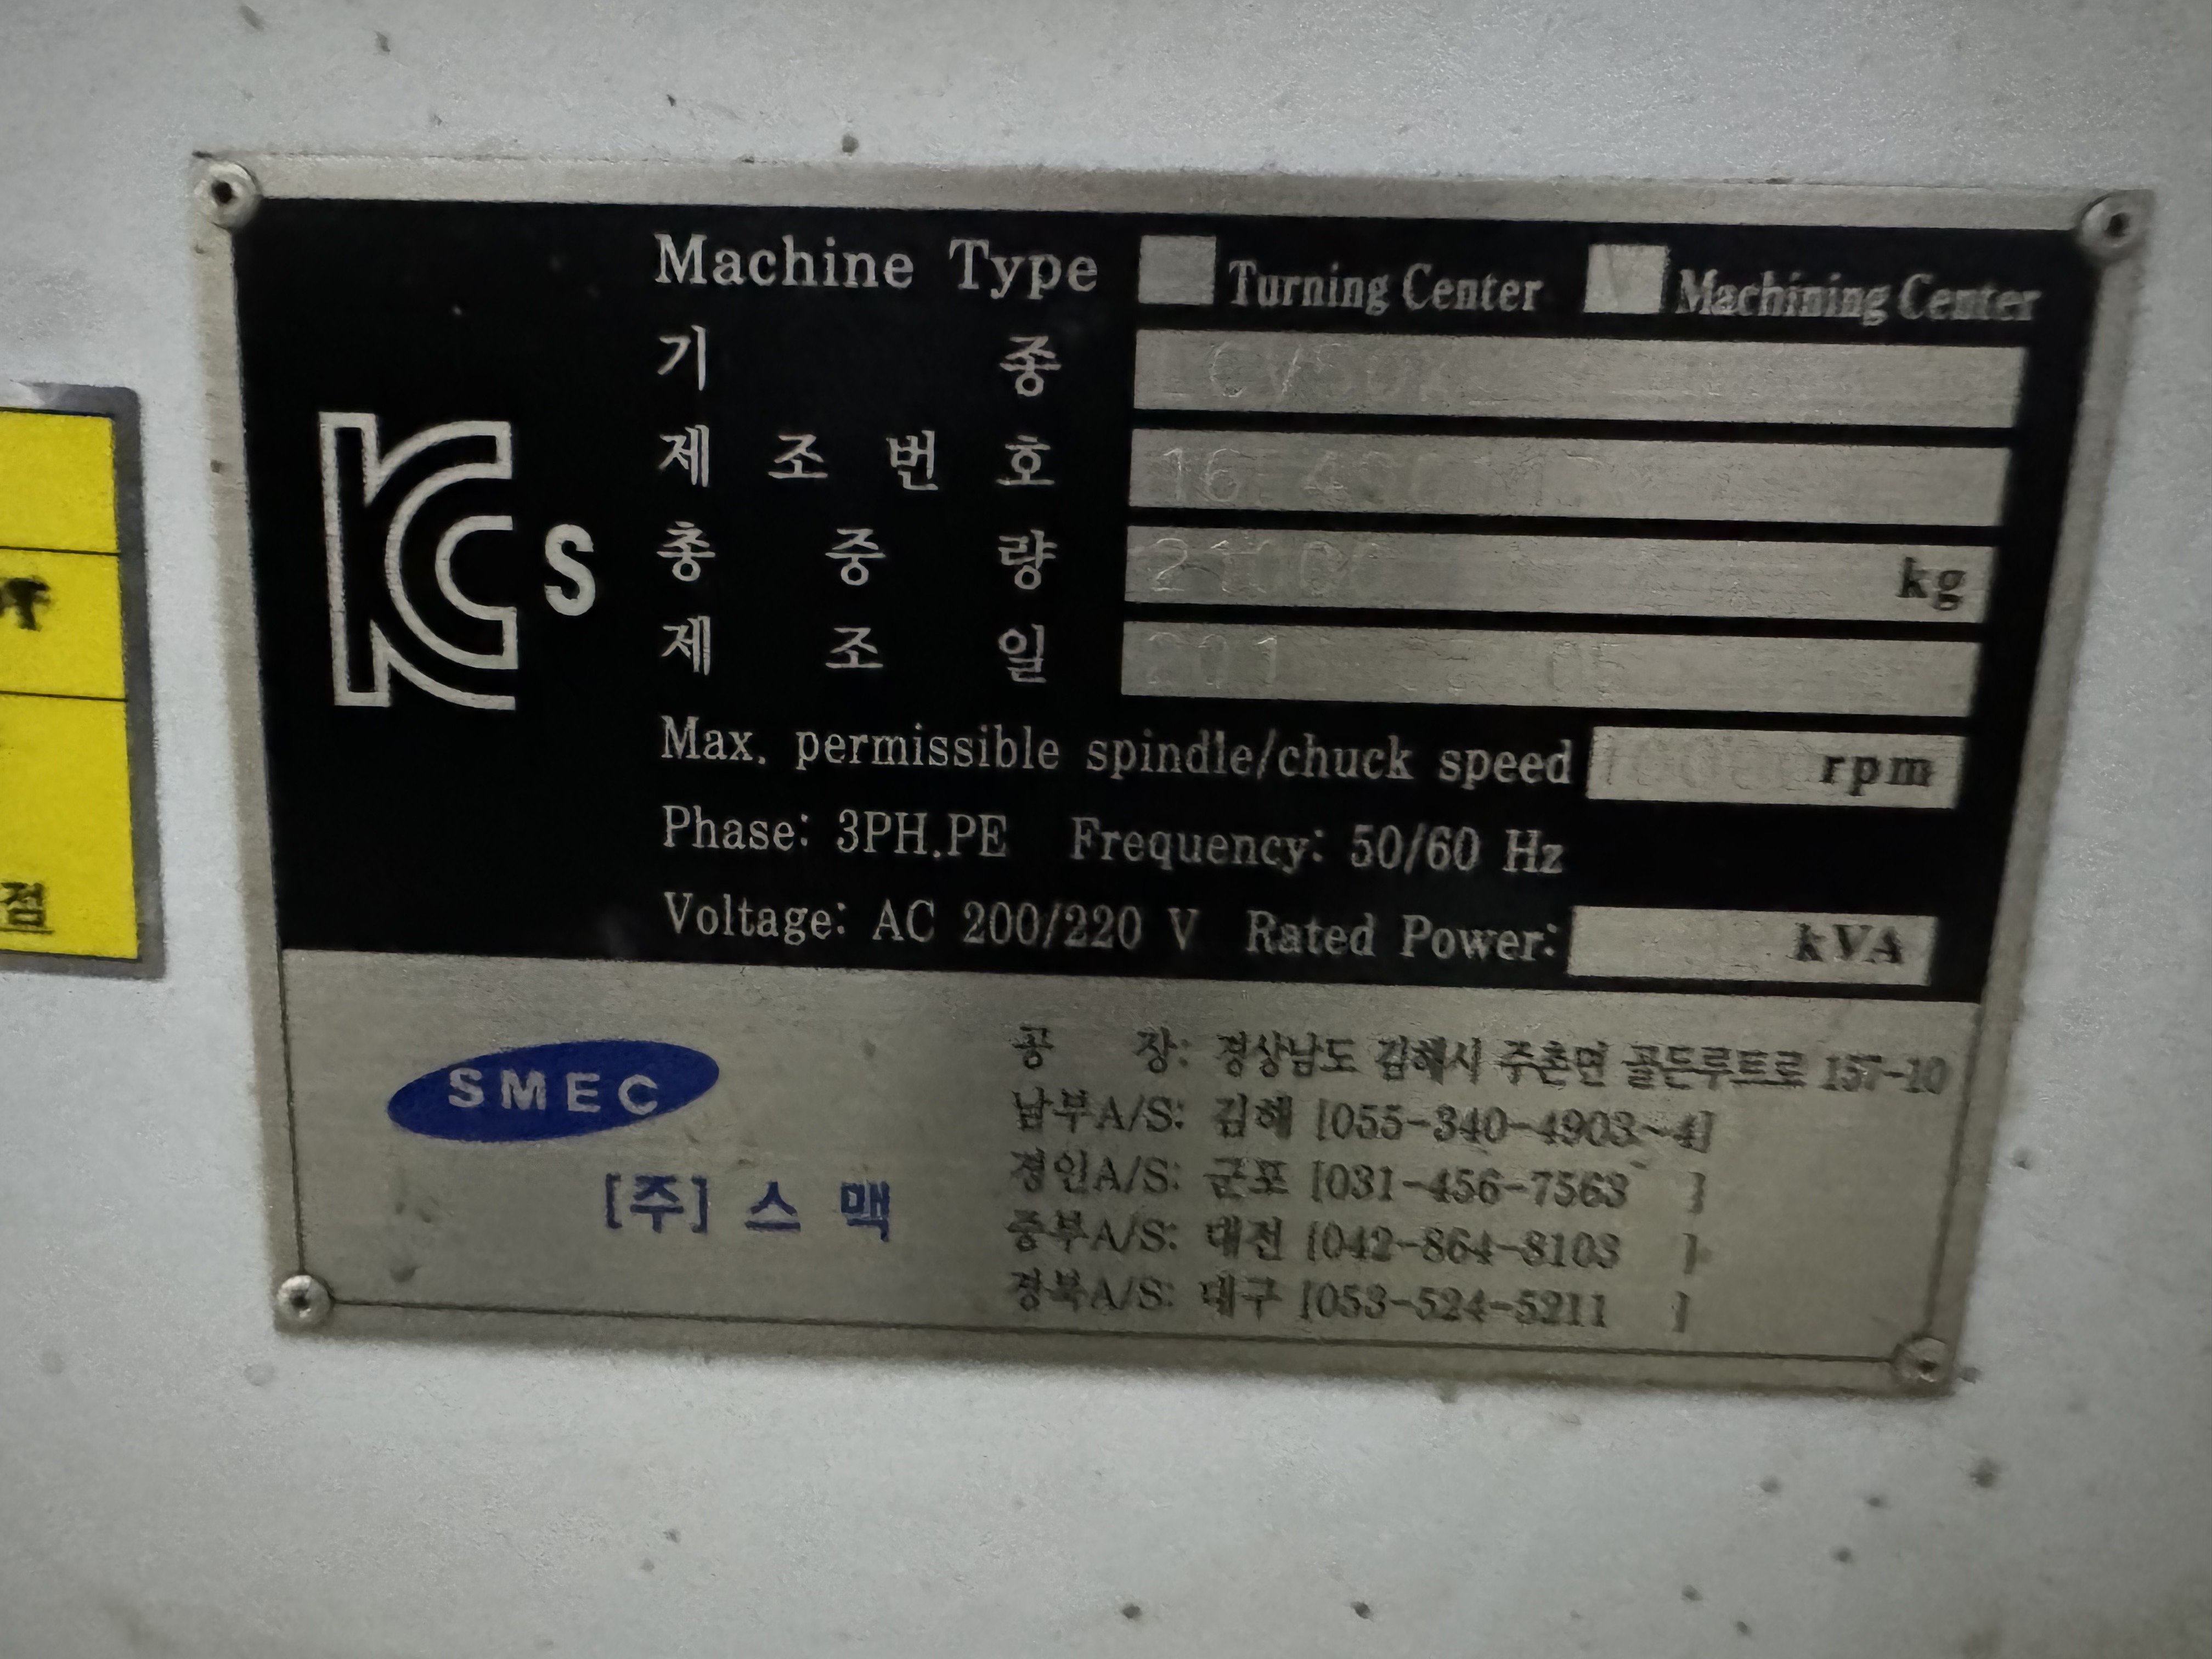 Machine Type Turning Center Machining Center
기 종
제 조 번 호
총 중 량 kg
제 조 일
Max. permissible spindle/chuck speed rpm
Phase: 3PH.PE Frequency: 50/60 Hz
Voltage: AC 200/220 V Rated Power: kVA
KC s
SMEC
[주] 스 맥
공 장: 경상남도 김해시 주촌면 골든루트로 157-10
남부A/S: 김해 [055-340-4903~4]
경인A/S: 군포 [031-456-7563 ]
중부A/S: 대전 [042-864-8103 ]
경북A/S: 대구 [053-524-5211 ]
점